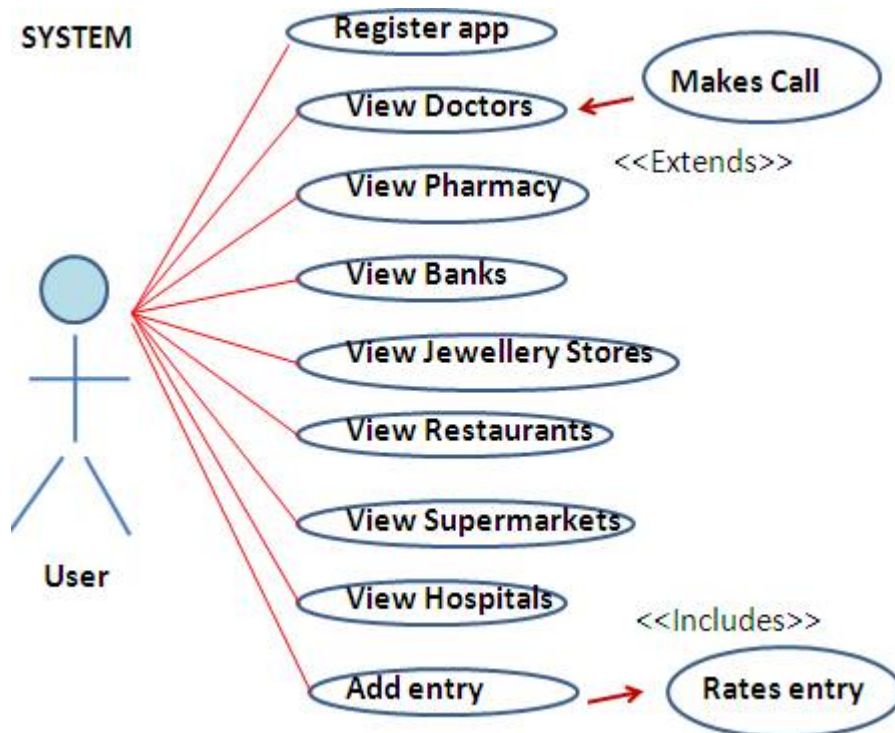 SYSTEM
Register app
View Doctors
Makes Call
<<Extends>>
View Pharmacy
View Banks
View Jewellery Stores
View Restaurants
View Supermarkets
User
View Hospitals
<<Includes>>
Add entry
Rates entry